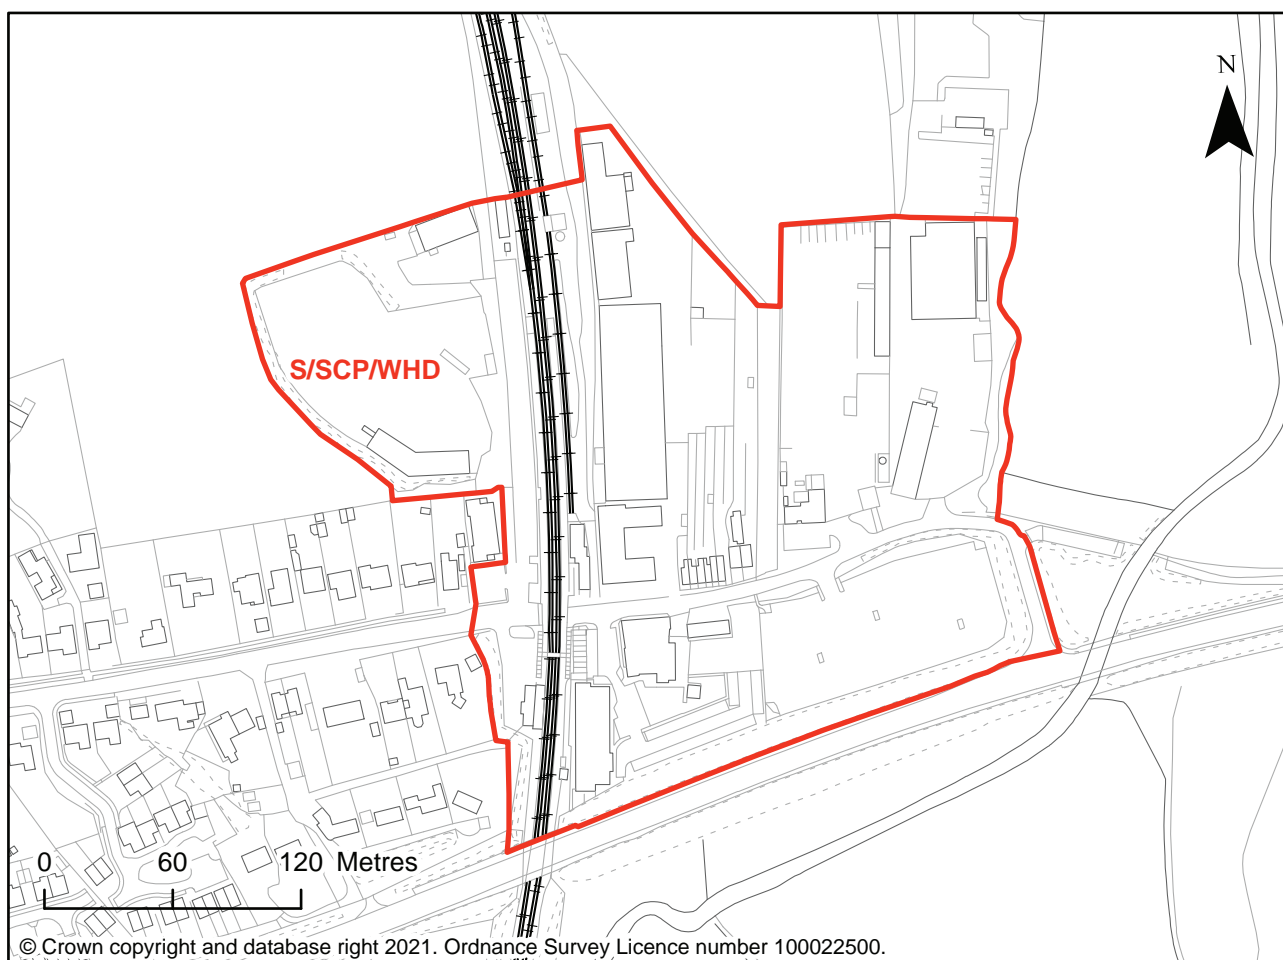 N
S/SCP/WHD
0 60 120 Metres
© Crown copyright and database right 2021. Ordnance Survey Licence number 100022500.